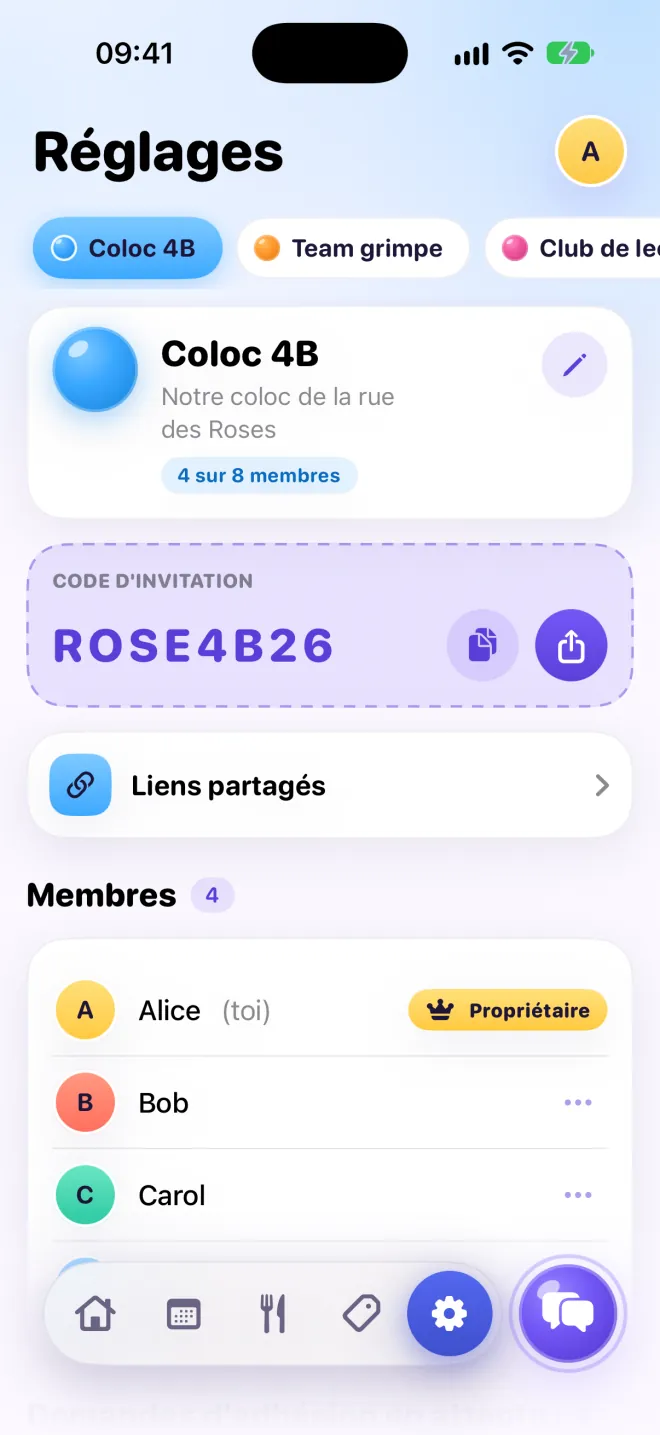 09:41
Réglages
A
Coloc 4B
Team grimpe
Club de lec
Coloc 4B
Notre coloc de la rue
des Roses
4 sur 8 membres
CODE D'INVITATION
ROSE4B26
Liens partagés
Membres 4
A Alice (toi) Propriétaire
B Bob
C Carol